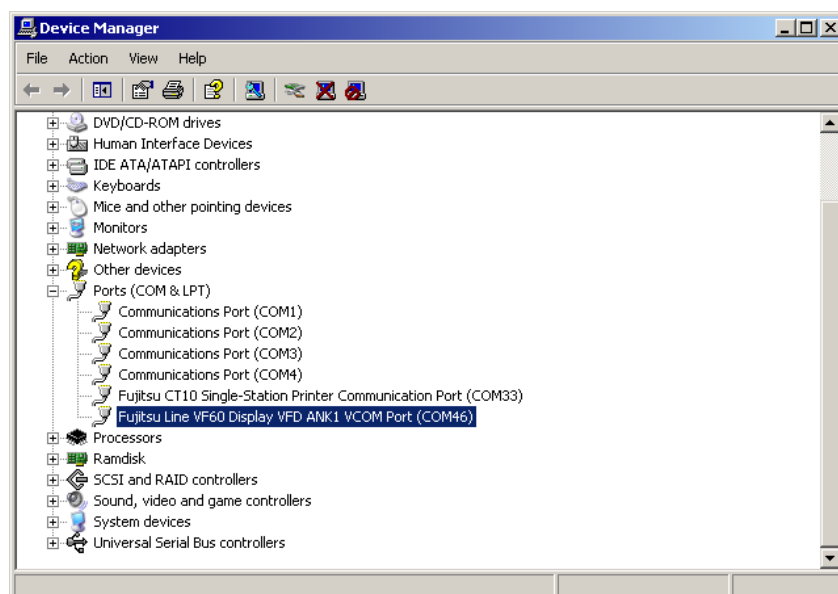 Device Manager
File Action View Help
DVD/CD-ROM drives
Human Interface Devices
IDE ATA/ATAPI controllers
Keyboards
Mice and other pointing devices
Monitors
Network adapters
Other devices
Ports (COM & LPT)
Communications Port (COM1)
Communications Port (COM2)
Communications Port (COM3)
Communications Port (COM4)
Fujitsu CT10 Single-Station Printer Communication Port (COM33)
Fujitsu Line VF60 Display VFD ANK1 VCOM Port (COM46)
Processors
Ramdisk
SCSI and RAID controllers
Sound, video and game controllers
System devices
Universal Serial Bus controllers